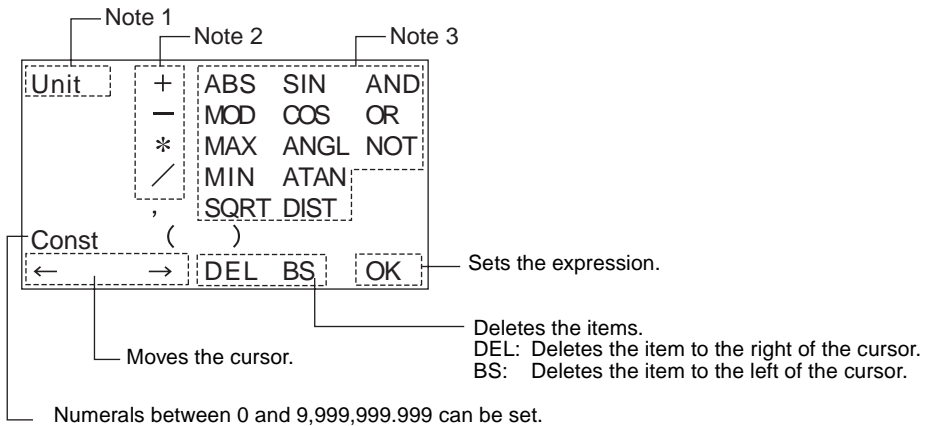 Note 1
Note 2
Note 3
Unit + ABS SIN AND
− MOD COS OR
* MAX ANGL NOT
/ MIN ATAN
, SQRT DIST
Const ( )
← → DEL BS OK
Sets the expression.
Deletes the items.
DEL: Deletes the item to the right of the cursor.
BS: Deletes the item to the left of the cursor.
Moves the cursor.
Numerals between 0 and 9,999,999.999 can be set.